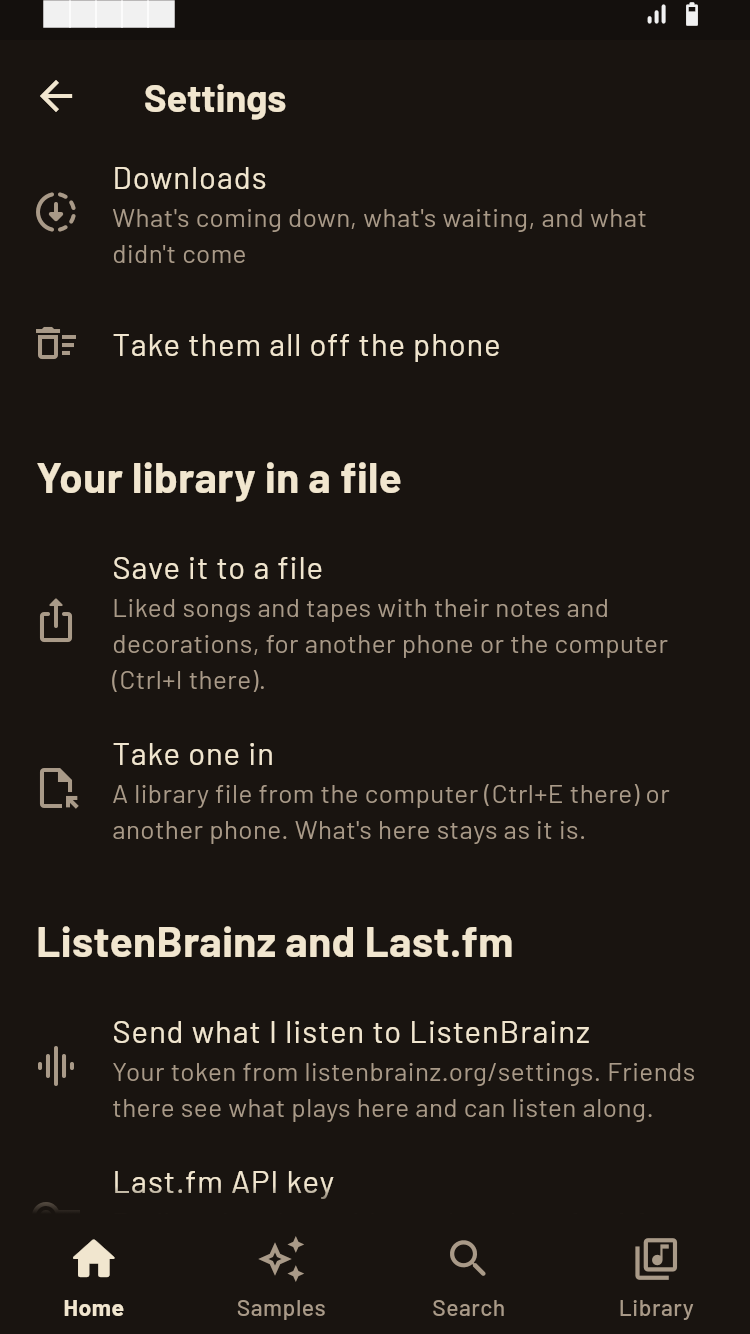 Settings
Downloads
What's coming down, what's waiting, and what
didn't come
Take them all off the phone
Your library in a file
Save it to a file
Liked songs and tapes with their notes and
decorations, for another phone or the computer
(Ctrl+I there).
Take one in
A library file from the computer (Ctrl+E there) or
another phone. What's here stays as it is.
ListenBrainz and Last.fm
Send what I listen to ListenBrainz
Your token from listenbrainz.org/settings. Friends
there see what plays here and can listen along.
Last.fm API key
Home
Samples
Search
Library